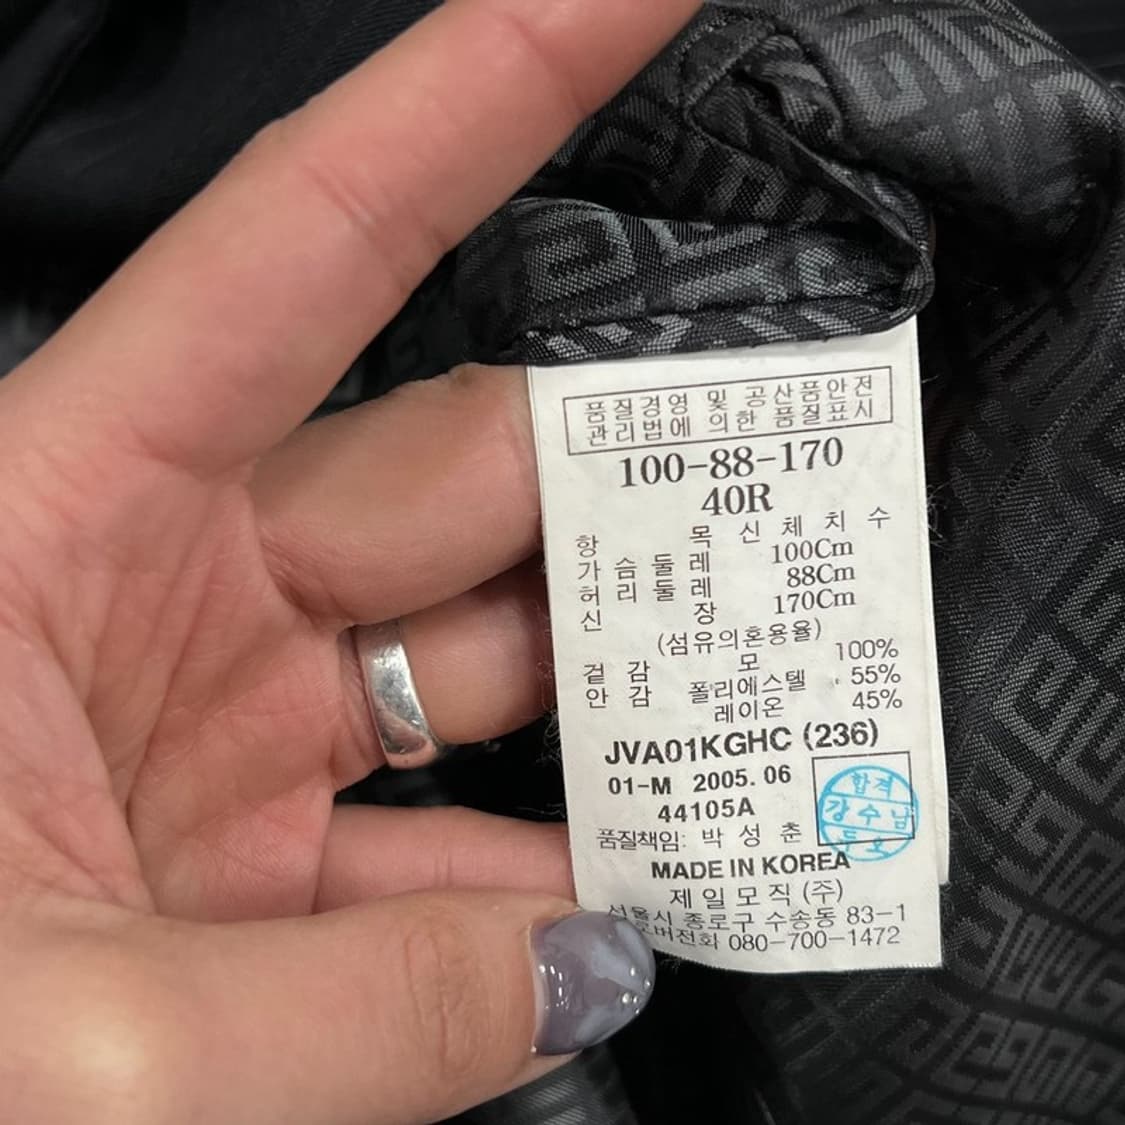 품질경영 및 공산품안전
관리법에 의한 품질표시
100-88-170
40R
항 목 신체치수
가슴둘레 100Cm
허리둘레 88Cm
신 장 170Cm
(섬유의혼용율)
겉감 모 100%
안감 폴리에스텔 55%
레이온 45%
JVA01KGHC (236)
01-M 2005. 06
44105A
합격
강수남
품질책임: 박성춘
MADE IN KOREA
제일모직 (주)
서울시 종로구 수송동 83-1
080-700-1472